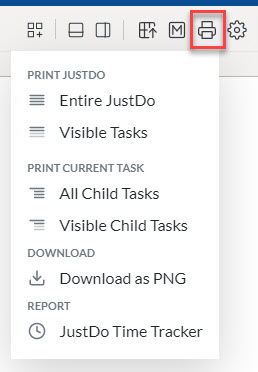 M
PRINT JUSTDO
Entire JustDo
Visible Tasks
PRINT CURRENT TASK
All Child Tasks
Visible Child Tasks
DOWNLOAD
Download as PNG
REPORT
JustDo Time Tracker